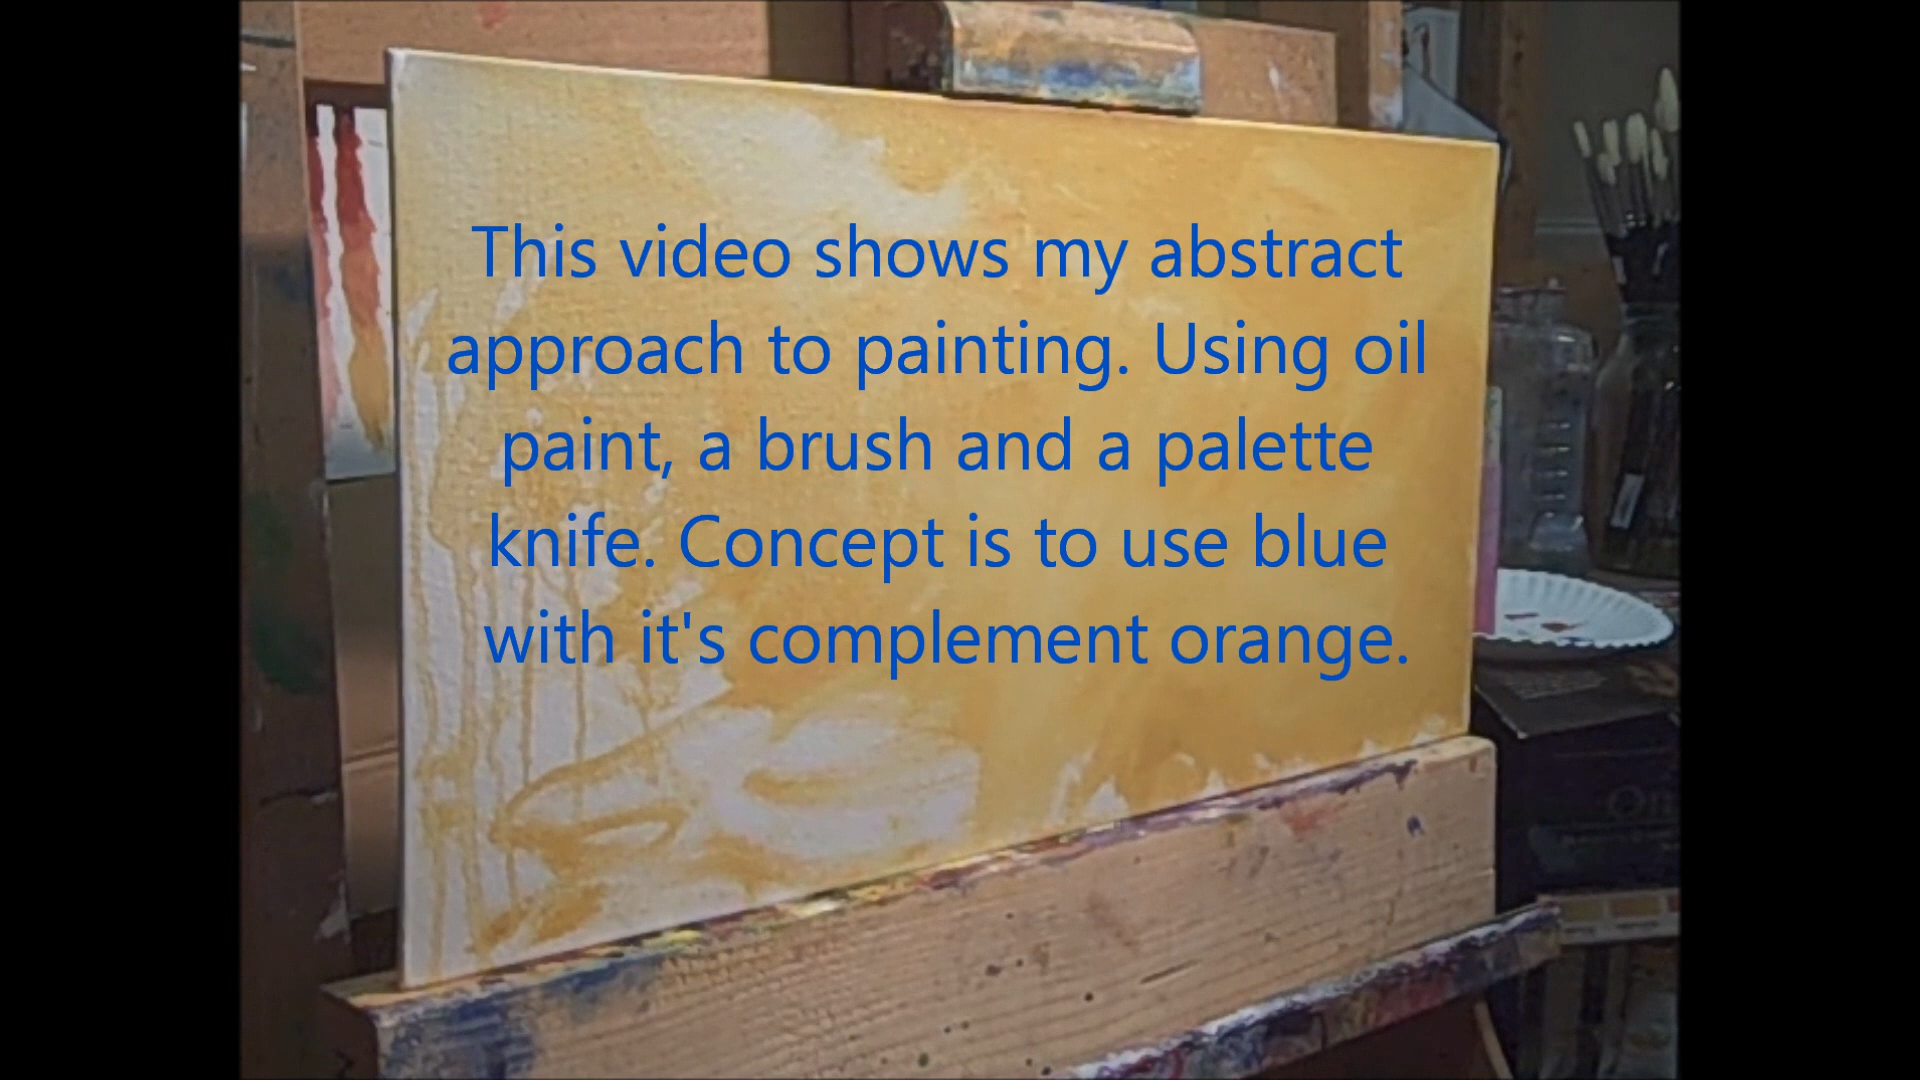 This video shows my abstract
approach to painting. Using oil
paint, a brush and a palette
knife. Concept is to use blue
with it's complement orange.